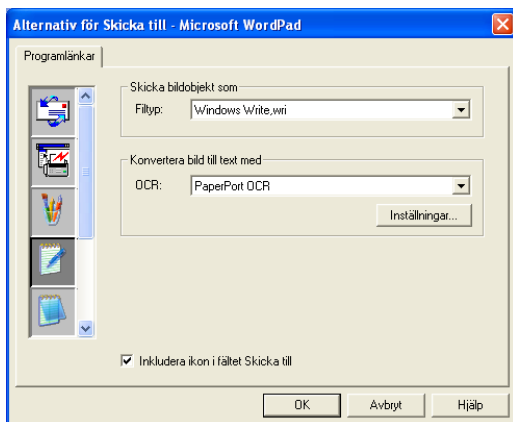 Alternativ för Skicka till - Microsoft WordPad
Programlänkar
Skicka bildobjekt som
Filtyp: Windows Write,wri
Konvertera bild till text med
OCR: PaperPort OCR
Inställningar...
Inkludera ikon i fältet Skicka till
OK Avbryt Hjälp